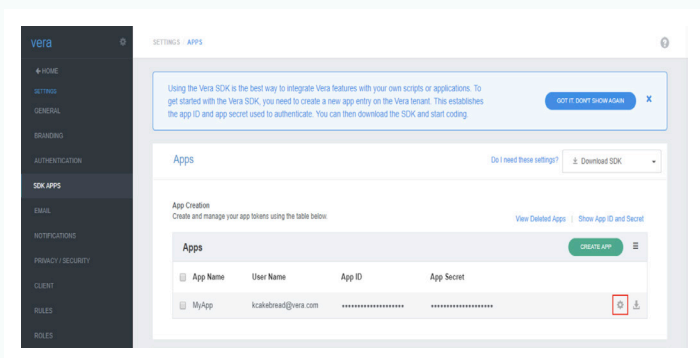 vera
SETTINGS | APPS
HOME
SETTINGS
GENERAL
BRANDING
AUTHENTICATION
SDK APPS
EMAIL
NOTIFICATIONS
PRIVACY / SECURITY
CLIENT
RULES
ROLES
Using the Vera SDK is the best way to integrate Vera features with your own scripts or applications. To
get started with the Vera SDK, you need to create a new app entry on the Vera tenant. This establishes
the app ID and app secret used to authenticate. You can then download the SDK and start coding.
GOT IT. DON'T SHOW AGAIN X
Apps
Do I need these settings? Download SDK
App Creation
Create and manage your app tokens using the table below.
View Deleted Apps | Show App ID and Secret
Apps
CREATE APP
App Name User Name App ID App Secret
MyApp kcakebread@vera.com ******************** ********************